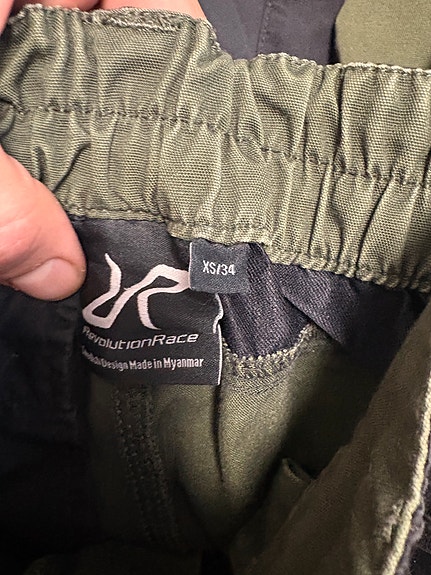 XS/34
RevolutionRace
Swedish Design Made in Myanmar